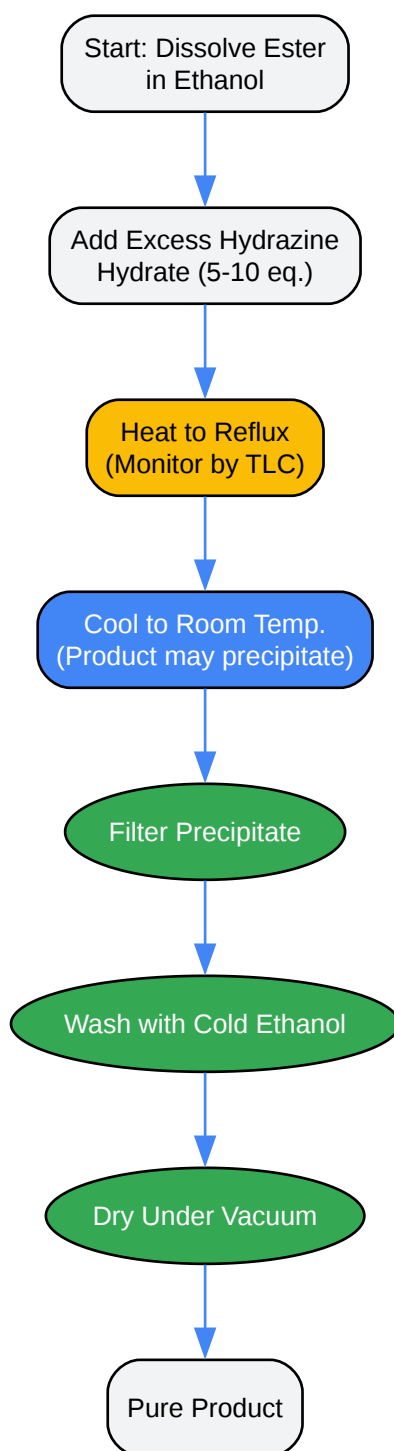 Start: Dissolve Ester
in Ethanol
Add Excess Hydrazine
Hydrate (5-10 eq.)
Heat to Reflux
(Monitor by TLC)
Cool to Room Temp.
(Product may precipitate)
Filter Precipitate
Wash with Cold Ethanol
Dry Under Vacuum
Pure Product